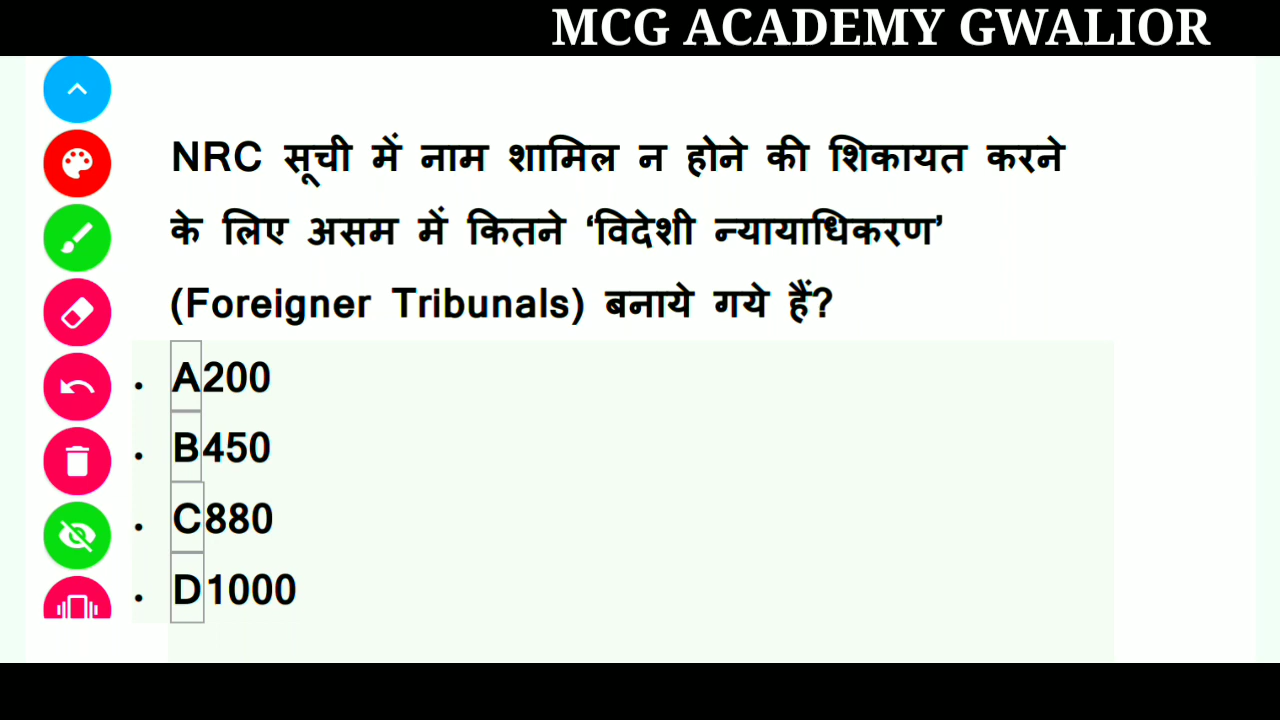 MCG ACADEMY GWALIOR
NRC सूची में नाम शामिल न होने की शिकायत करने
के लिए असम में कितने ‘विदेशी न्यायाधिकरण’
(Foreigner Tribunals) बनाये गये हैं?
. A200
. B450
. C880
. D1000